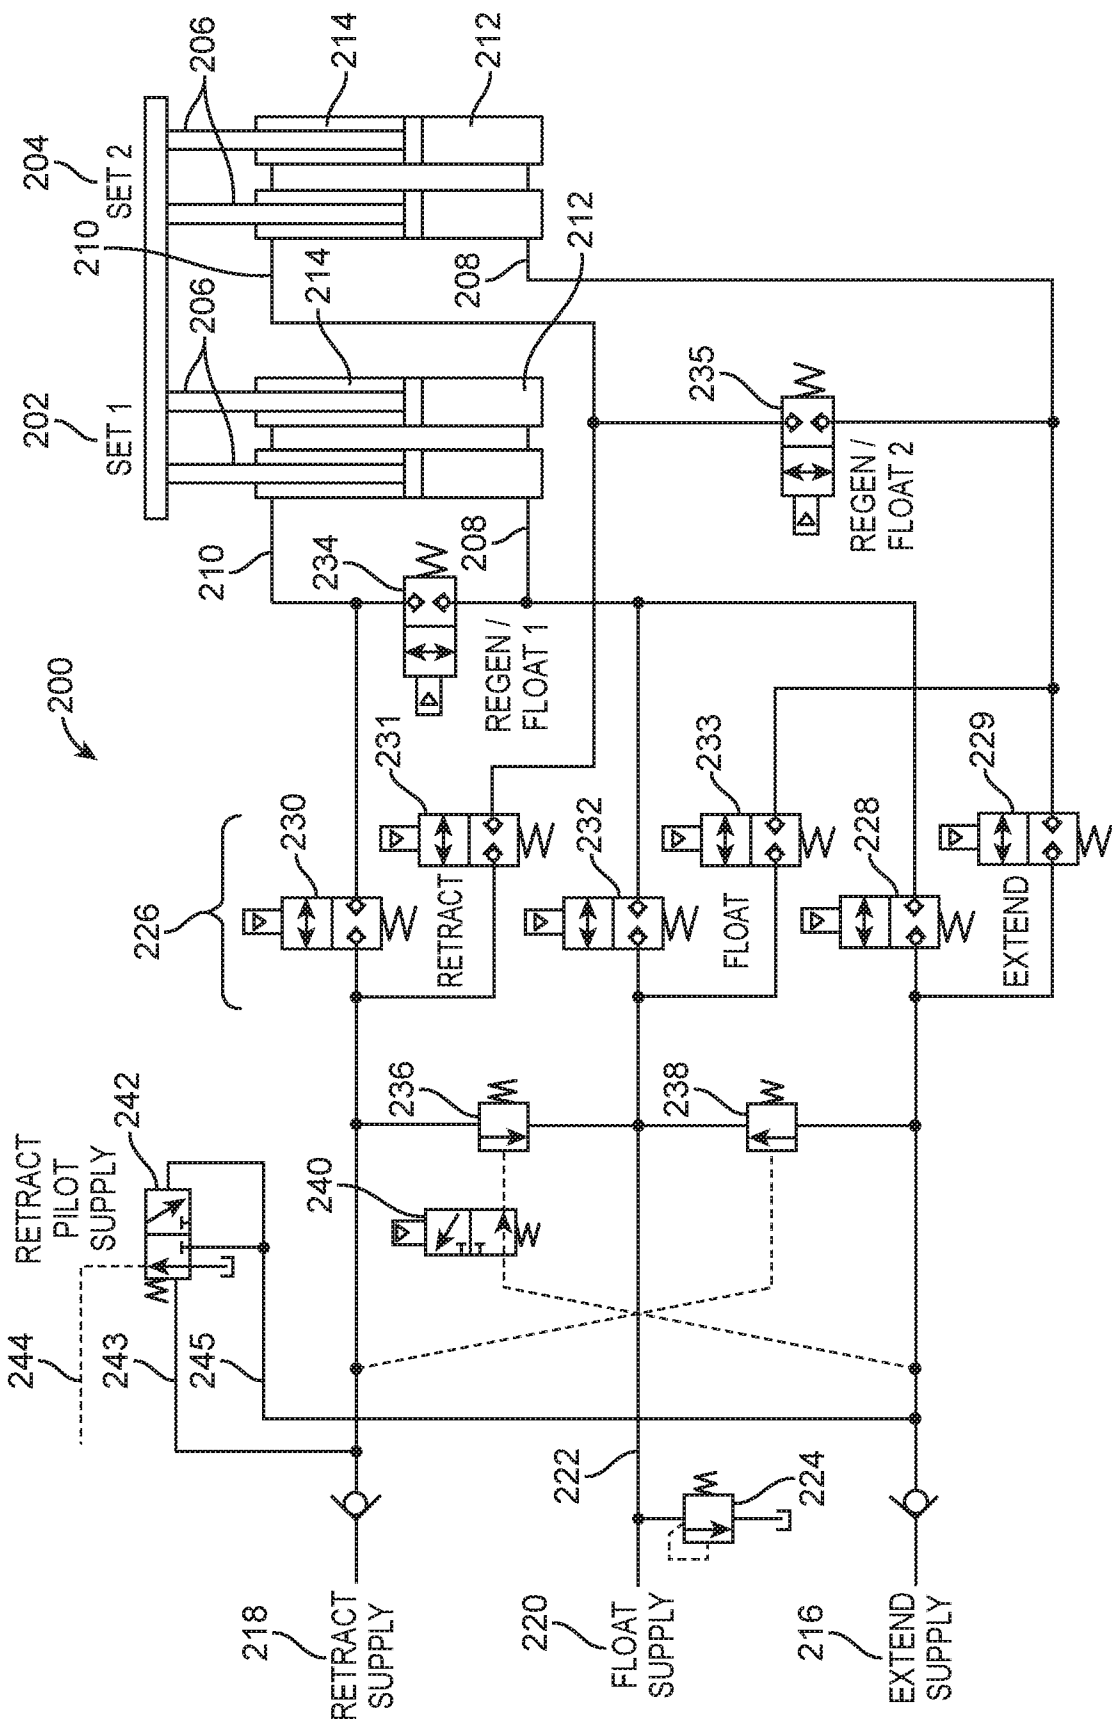 200
RETRACT
PILOT
SUPPLY
242
244
243
245
202
SET 1
204
SET 2
206
206
210
210
214
214
212
212
208
208
226
218
RETRACT
SUPPLY
230
231
RETRACT
234
REGEN /
FLOAT 1
240
236
238
232
233
FLOAT
235
REGEN /
FLOAT 2
220
FLOAT
SUPPLY
222
224
228
229
EXTEND
216
EXTEND
SUPPLY